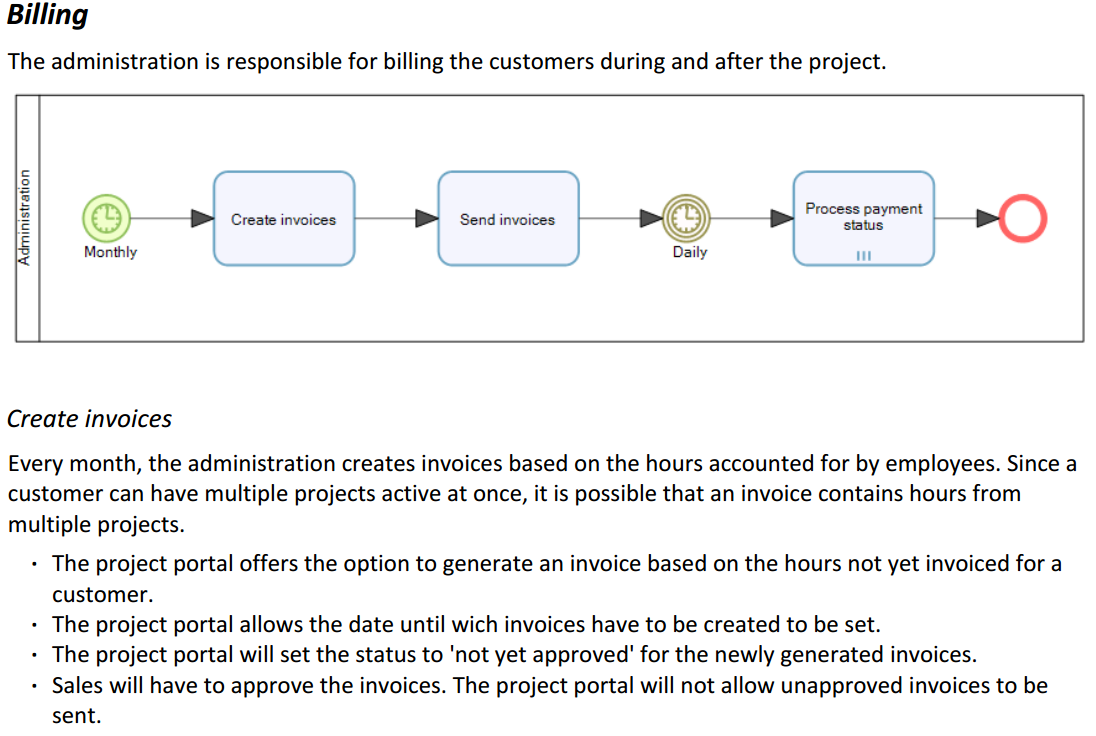 Billing
The administration is responsible for billing the customers during and after the project.
Administration
Monthly
Create invoices
Send invoices
Daily
Process payment
status
Create invoices
Every month, the administration creates invoices based on the hours accounted for by employees. Since a
customer can have multiple projects active at once, it is possible that an invoice contains hours from
multiple projects.
· The project portal offers the option to generate an invoice based on the hours not yet invoiced for a
customer.
· The project portal allows the date until wich invoices have to be created to be set.
· The project portal will set the status to 'not yet approved' for the newly generated invoices.
· Sales will have to approve the invoices. The project portal will not allow unapproved invoices to be
sent.